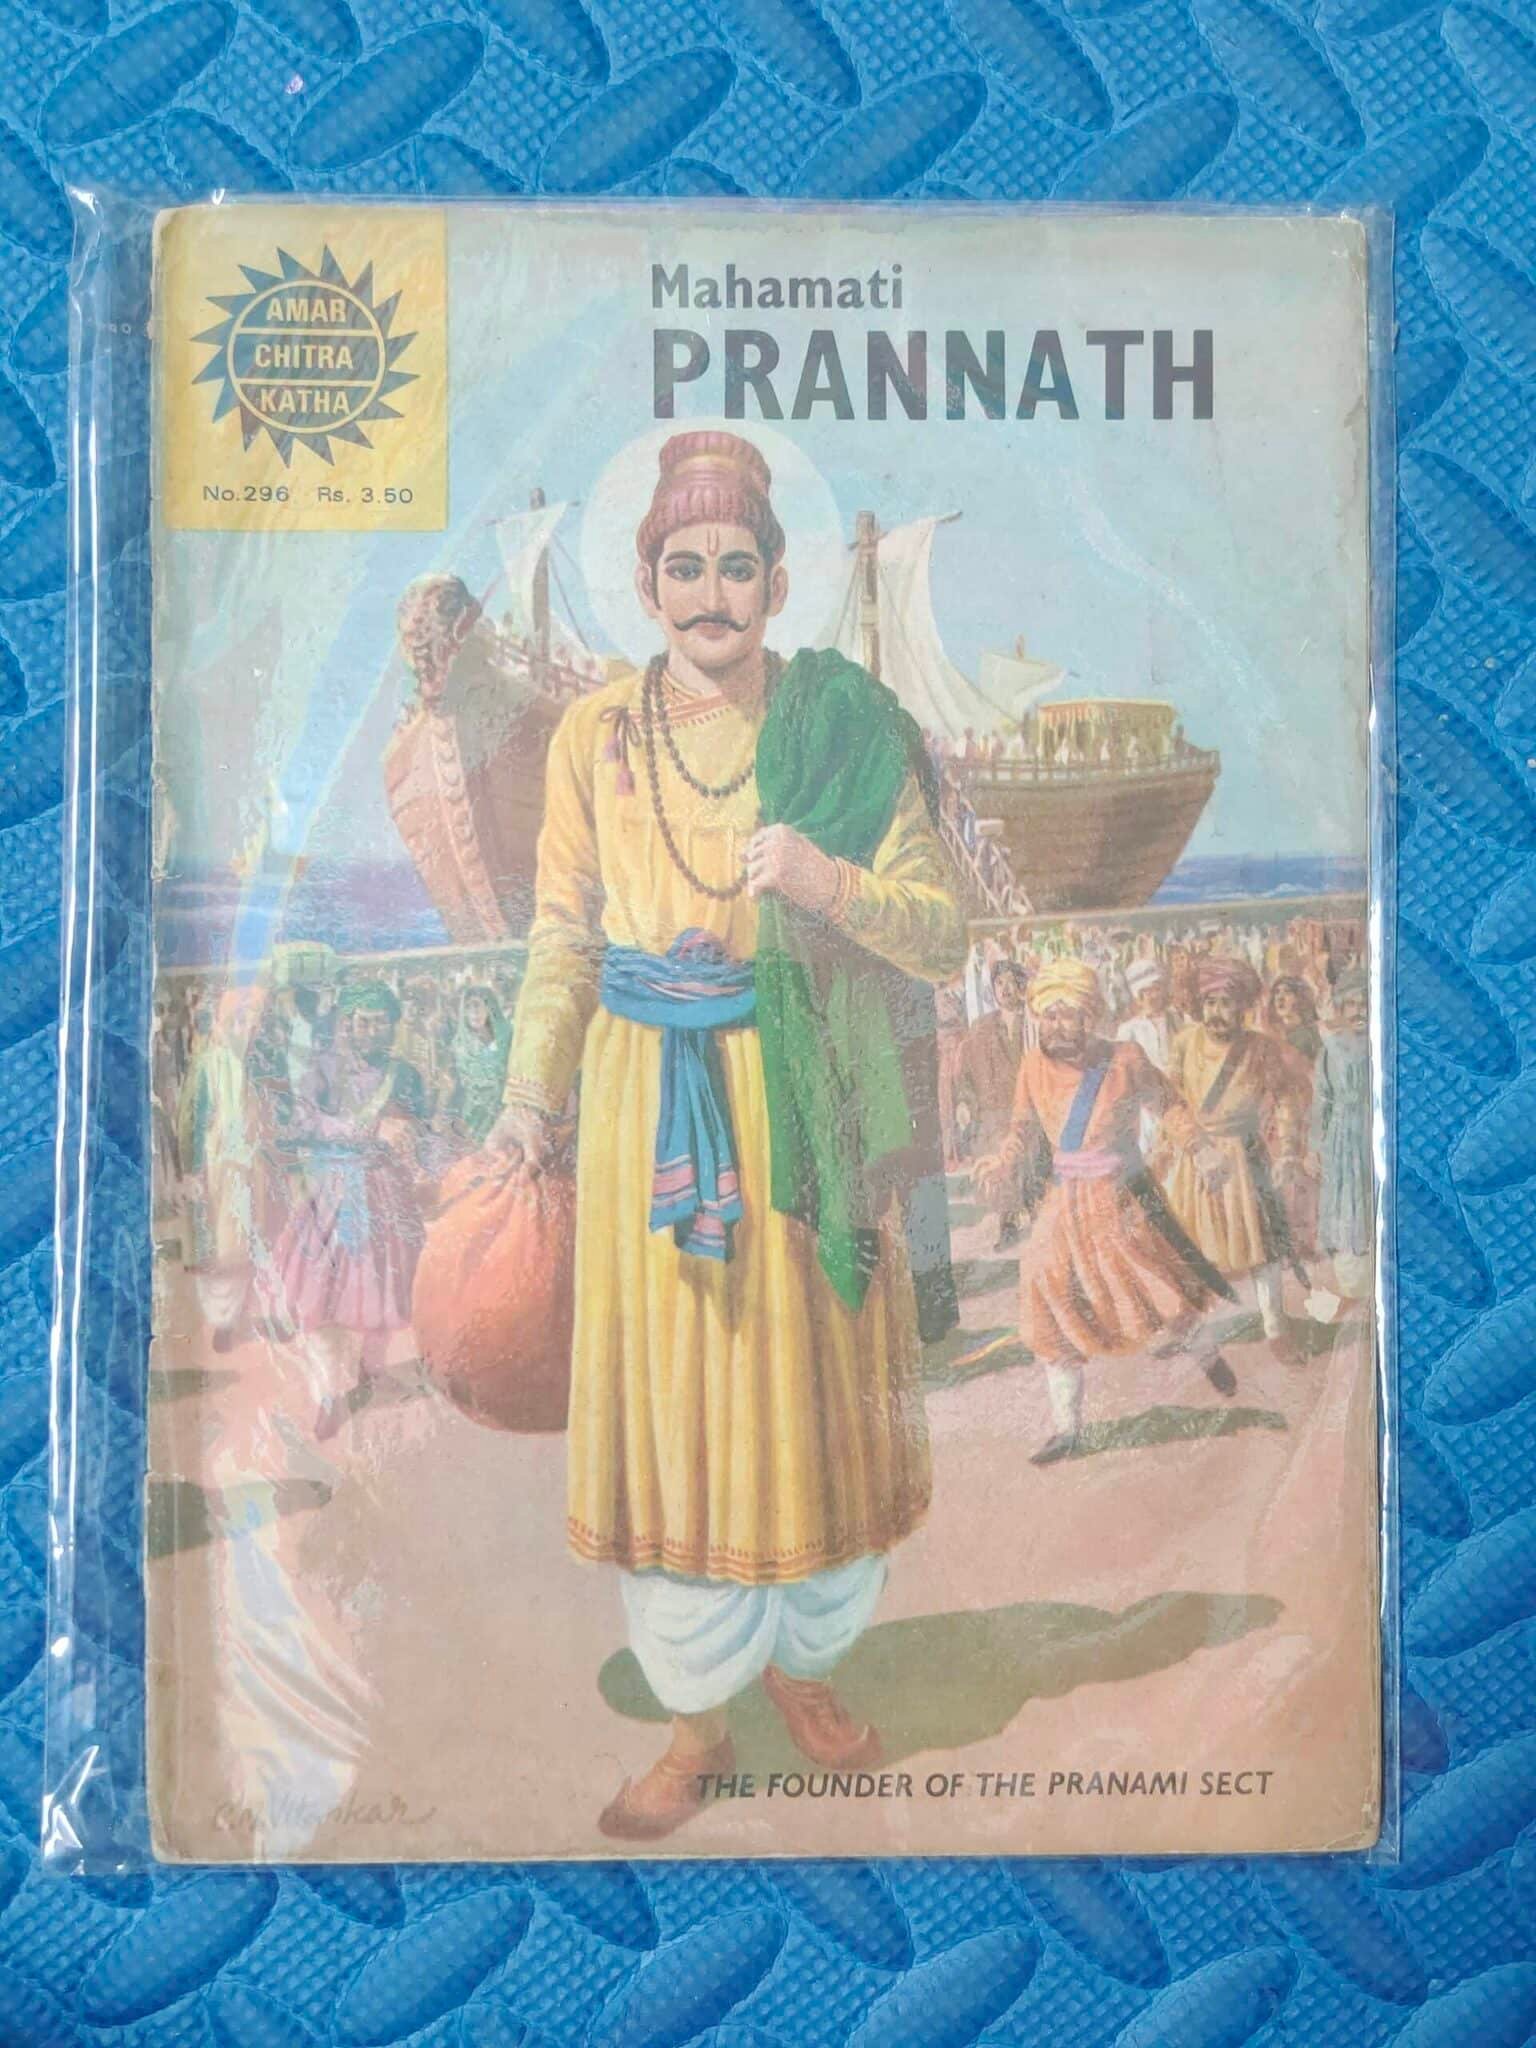 AMAR
CHITRA
KATHA
No.296 Rs. 3.50
Mahamati
PRANNATH
THE FOUNDER OF THE PRANAMI SECT